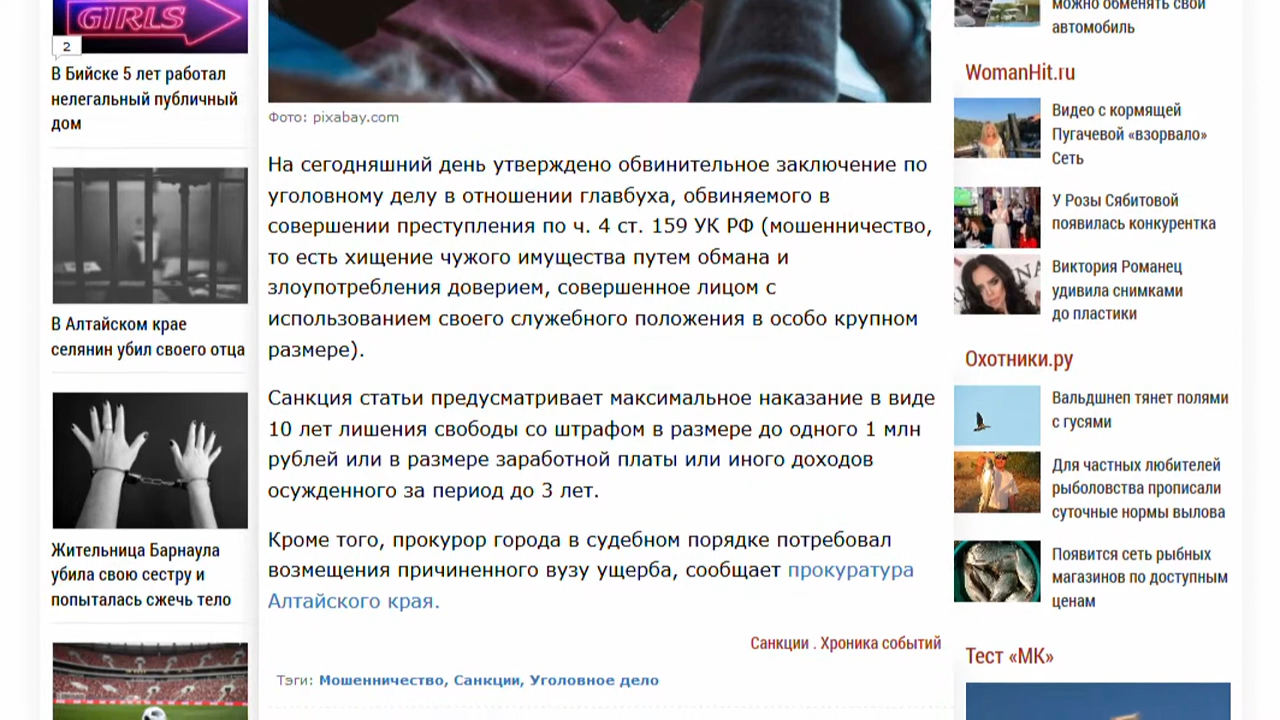 GIRLS
2
В Бийске 5 лет работал
нелегальный публичный
дом
В Алтайском крае
селянин убил своего отца
Жительница Барнаула
убила свою сестру и
попыталась сжечь тело
Фото: pixabay.com
На сегодняшний день утверждено обвинительное заключение по
уголовному делу в отношении главбуха, обвиняемого в
совершении преступления по ч. 4 ст. 159 УК РФ (мошенничество,
то есть хищение чужого имущества путем обмана и
злоупотребления доверием, совершенное лицом с
использованием своего служебного положения в особо крупном
размере).
Санкция статьи предусматривает максимальное наказание в виде
10 лет лишения свободы со штрафом в размере до одного 1 млн
рублей или в размере заработной платы или иного доходов
осужденного за период до 3 лет.
Кроме того, прокурор города в судебном порядке потребовал
возмещения причиненного вузу ущерба, сообщает прокуратура
Алтайского края.
Санкции . Хроника событий
Тэги: Мошенничество, Санкции, Уголовное дело
можно обменять свой
автомобиль
WomanHit.ru
Видео с кормящей
Пугачевой «взорвало»
Сеть
У Розы Сябитовой
появилась конкурентка
Виктория Романец
удивила снимками
до пластики
Охотники.ру
Вальдшнеп тянет полями
с гусями
Для частных любителей
рыболовства прописали
суточные нормы вылова
Появится сеть рыбных
магазинов по доступным
ценам
Тест «МК»